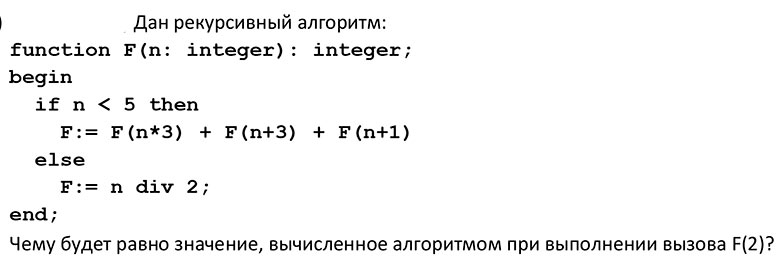 )
Дан рекурсивный алгоритм:
function F(n: integer): integer;
begin
if n < 5 then
F:= F(n*3) + F(n+3) + F(n+1)
else
F:= n div 2;
end;
Чему будет равно значение, вычисленное алгоритмом при выполнении вызова F(2)?